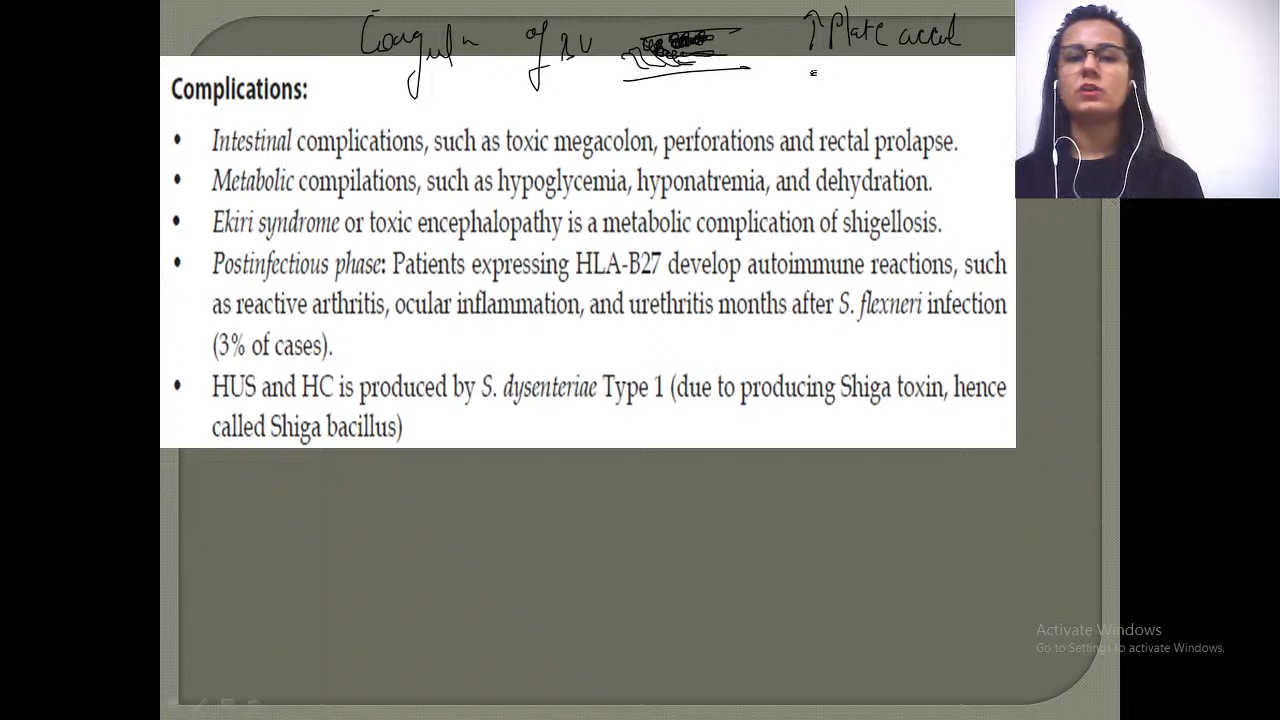 of
Complications:
• Intestinal complications, such as toxic megacolon, perforations and rectal prolapse.
• Metabolic compilations, such as hypoglycemia, hyponatremia, and dehydration.
• Ekiri syndrome or toxic encephalopathy is a metabolic complication of shigellosis.
• Postinfectious phase: Patients expressing HLA-B27 develop autoimmune reactions, such
as reactive arthritis, ocular inflammation, and urethritis months after S. flexneri infection
(3% of cases).
• HUS and HC is produced by S. dysenteriae Type 1 (due to producing Shiga toxin, hence
called Shiga bacillus)
Activate Windows
Go to Settings to activate Windows.